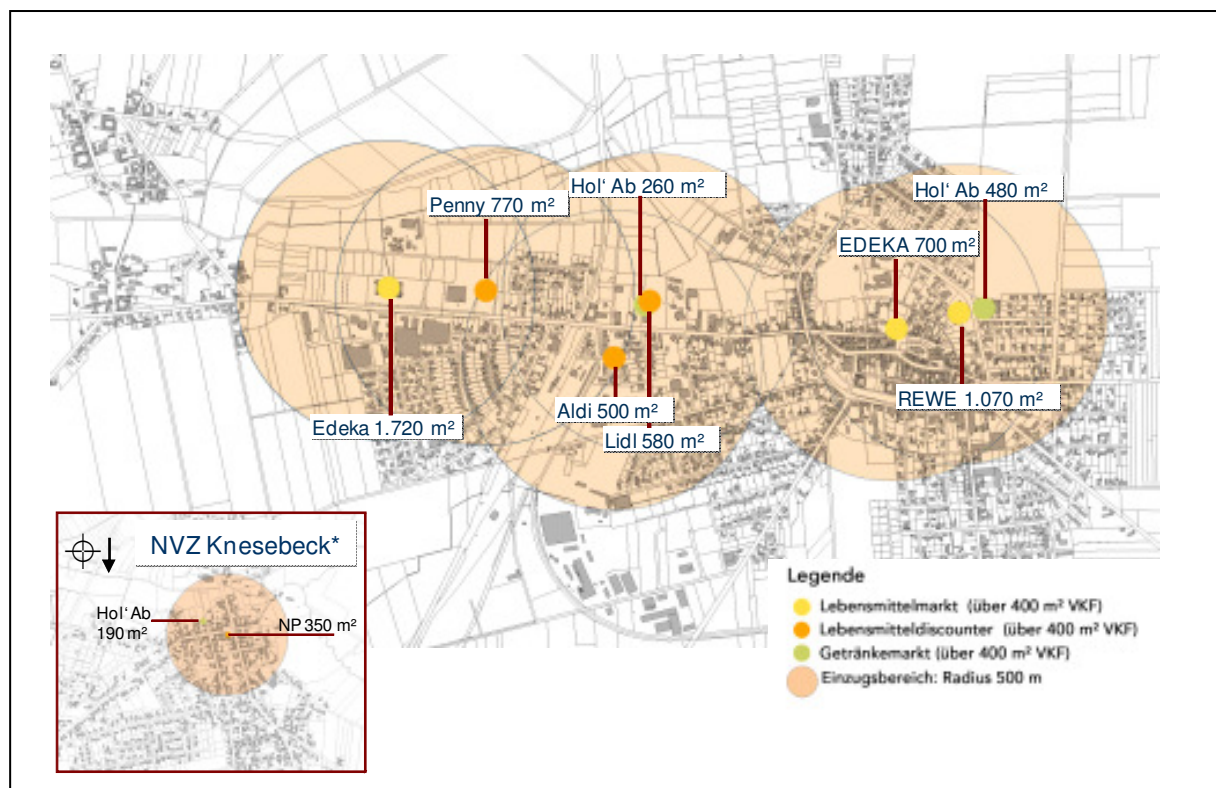 Hol' Ab 260 m²
Hol' Ab 480 m²
Penny 770 m²
EDEKA 700 m²
Aldi 500 m²
REWE 1.070 m²
Edeka 1.720 m²
Lidl 580 m²
NVZ Knesebeck*
Hol' Ab
190 m²
NP 350 m²
Legende
Lebensmittelmarkt (über 400 m² VKF)
Lebensmitteldiscounter (über 400 m² VKF)
Getränkemarkt (über 400 m² VKF)
Einzugsbereich: Radius 500 m